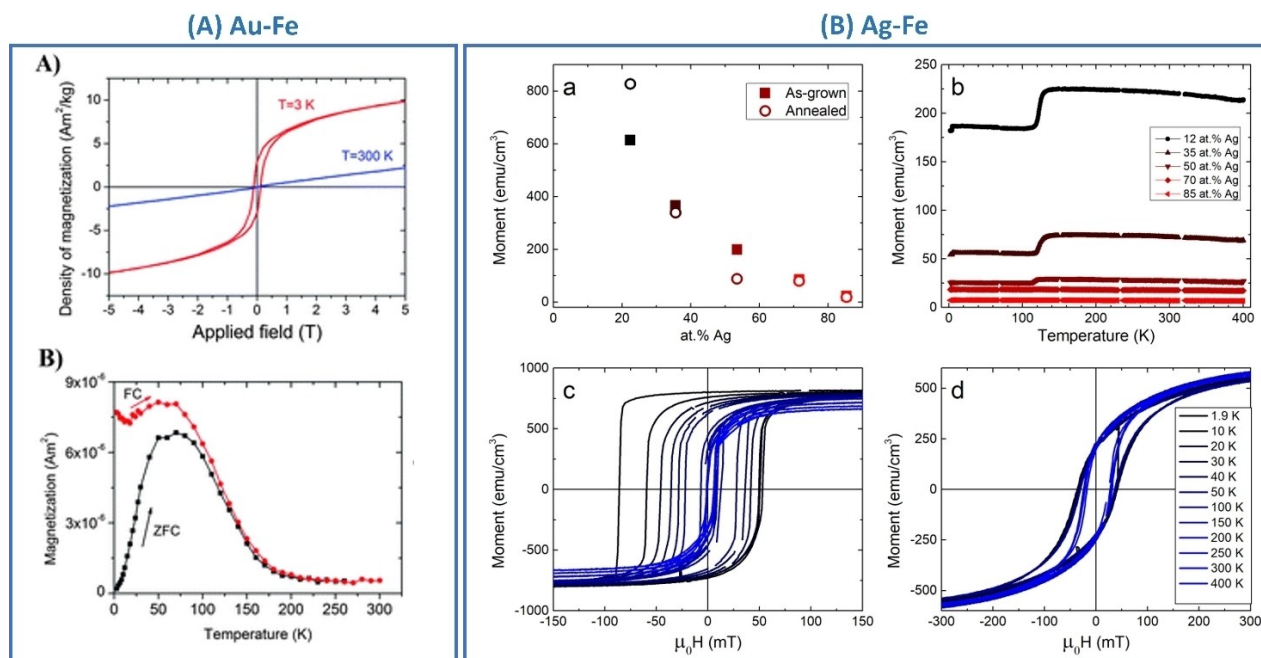 (A) Au-Fe
A)
Density of magnetization (Am²/kg)
10
5
0
-5
-10
T=3 K
T=300 K
-5 -4 -3 -2 -1 0 1 2 3 4 5
Applied field (T)
B)
Magnetization (Am²)
9x10⁻⁶
6x10⁻⁶
3x10⁻⁶
0
FC
ZFC
0 50 100 150 200 250 300
Temperature (K)
(B) Ag-Fe
a
Moment (emu/cm³)
800
600
400
200
0
As-grown
Annealed
0 20 40 60 80
at.% Ag
b
Moment (emu/cm³)
250
200
150
100
50
0
12 at.% Ag
35 at.% Ag
50 at.% Ag
70 at.% Ag
85 at.% Ag
0 100 200 300 400
Temperature (K)
c
Moment (emu/cm³)
1000
500
0
-500
-1000
-150 -100 -50 0 50 100 150
μ₀H (mT)
d
Moment (emu/cm³)
500
250
0
-250
-500
1.9 K
10 K
20 K
30 K
40 K
50 K
100 K
150 K
200 K
250 K
300 K
400 K
-300 -200 -100 0 100 200 300
μ₀H (mT)